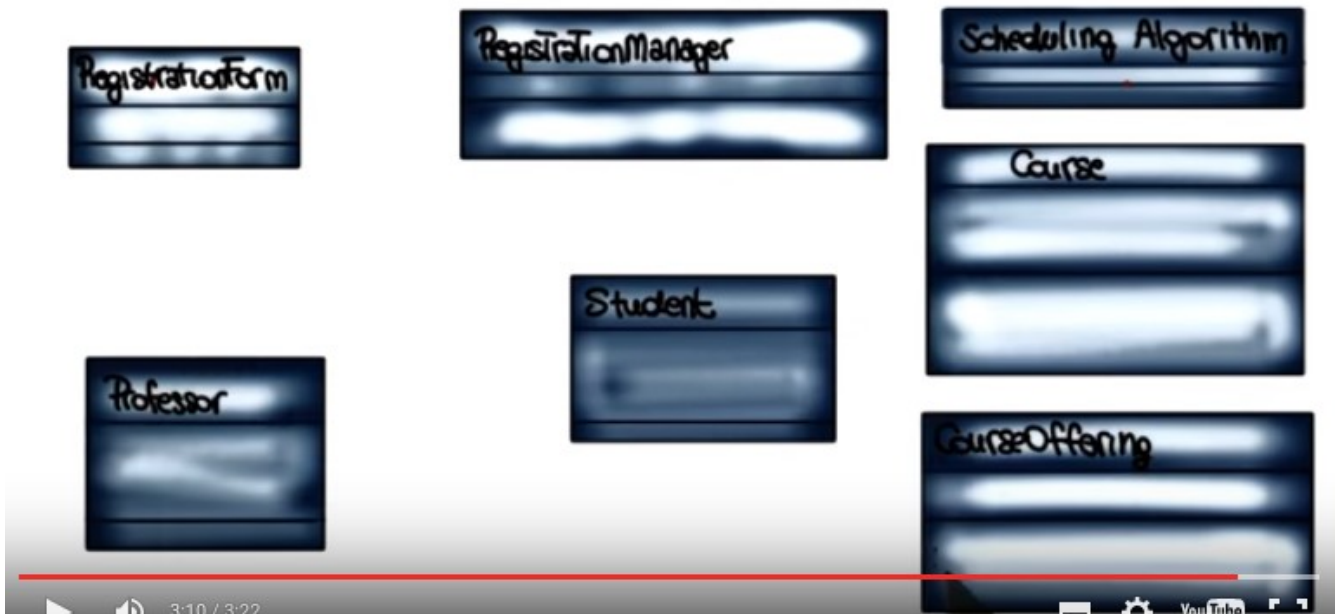 RegistrationForm
RegistrationManager
Scheduling Algorithm
Course
Student
Professor
CourseOffering
3:10 / 3:22
YouTube